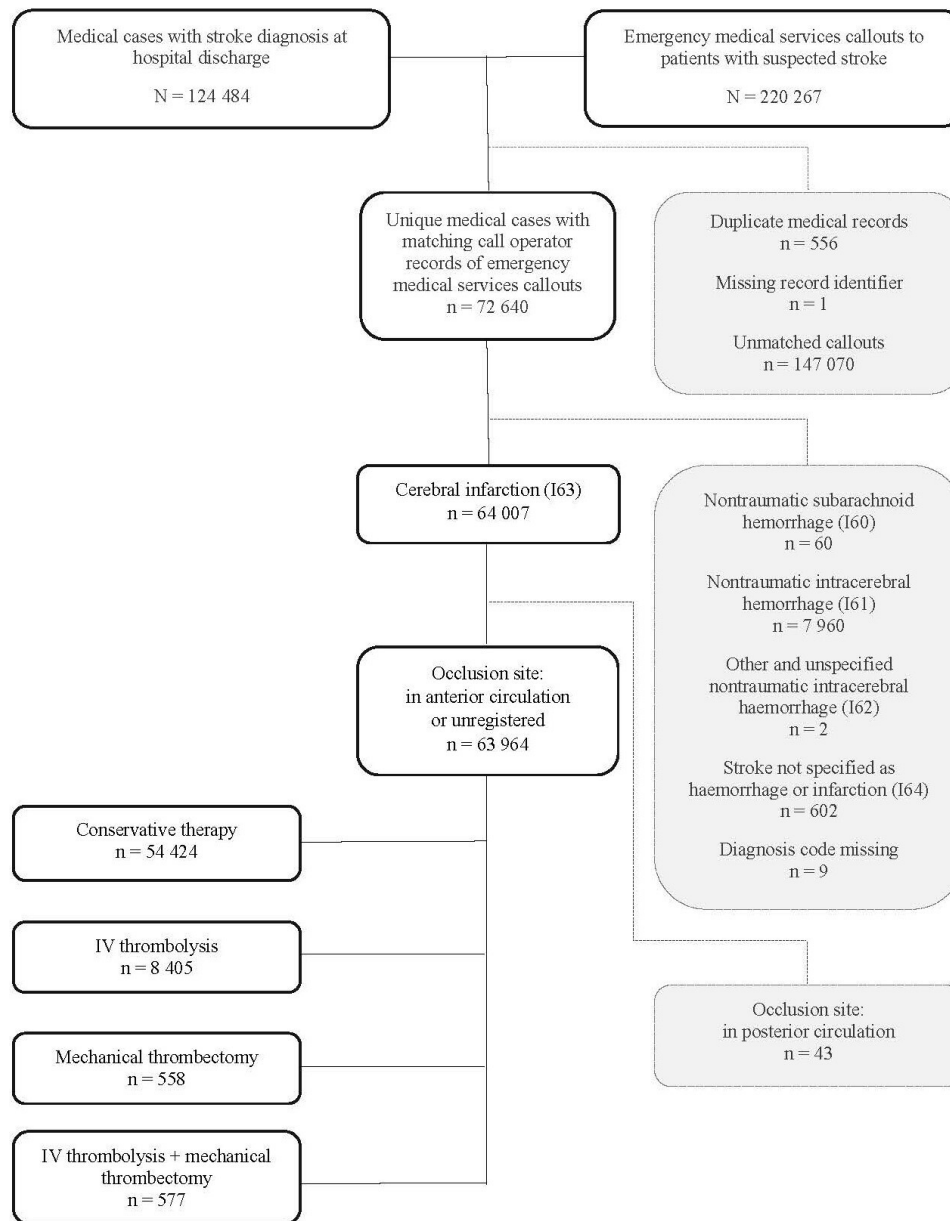 Medical cases with stroke diagnosis at
hospital discharge
N = 124 484
Emergency medical services callouts to
patients with suspected stroke
N = 220 267
Unique medical cases with
matching call operator
records of emergency
medical services callouts
n = 72 640
Duplicate medical records
n = 556
Missing record identifier
n = 1
Unmatched callouts
n = 147 070
Cerebral infarction (I63)
n = 64 007
Nontraumatic subarachnoid
hemorrhage (I60)
n = 60
Nontraumatic intracerebral
hemorrhage (I61)
n = 7 960
Other and unspecified
nontraumatic intracerebral
haemorrhage (I62)
n = 2
Stroke not specified as
haemorrhage or infarction (I64)
n = 602
Diagnosis code missing
n = 9
Occlusion site:
in anterior circulation
or unregistered
n = 63 964
Occlusion site:
in posterior circulation
n = 43
Conservative therapy
n = 54 424
IV thrombolysis
n = 8 405
Mechanical thrombectomy
n = 558
IV thrombolysis + mechanical
thrombectomy
n = 577